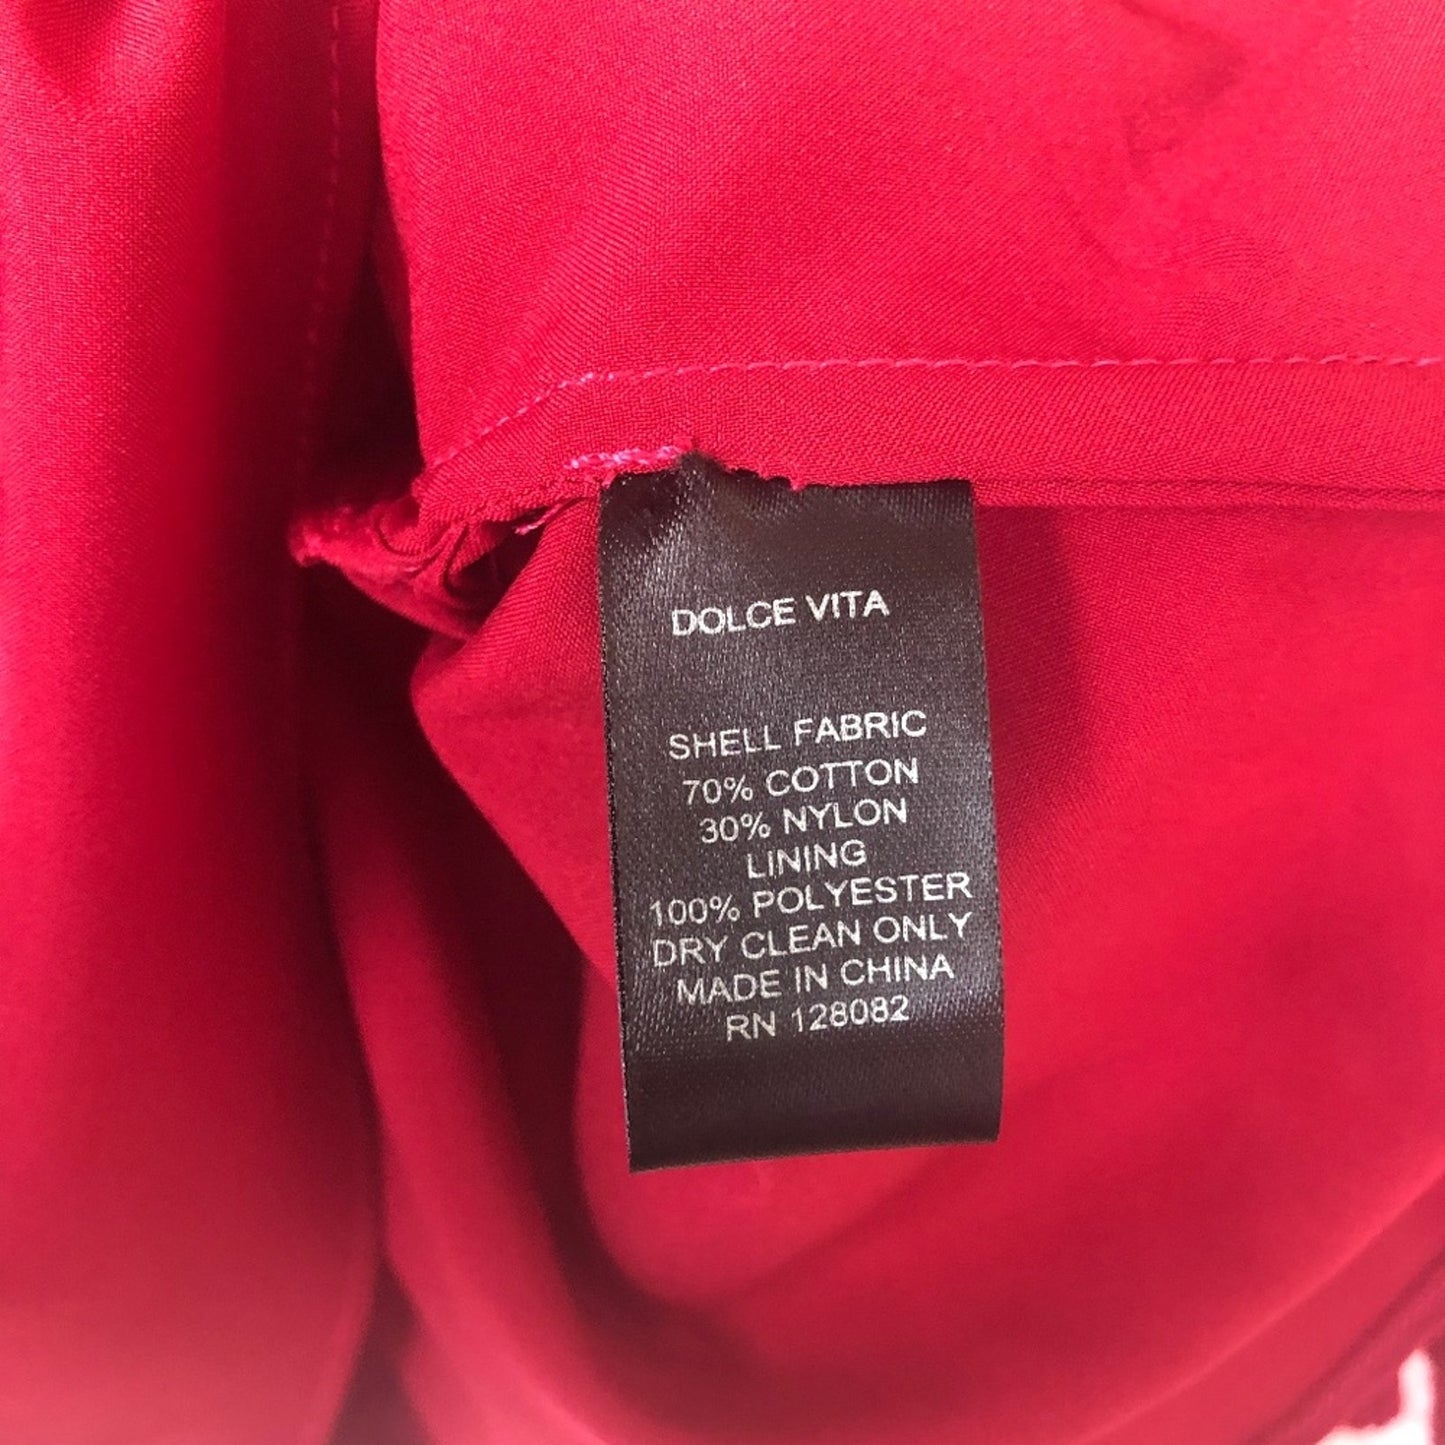 DOLCE VITA
SHELL FABRIC
70% COTTON
30% NYLON
LINING
100% POLYESTER
DRY CLEAN ONLY
MADE IN CHINA
RN 128082